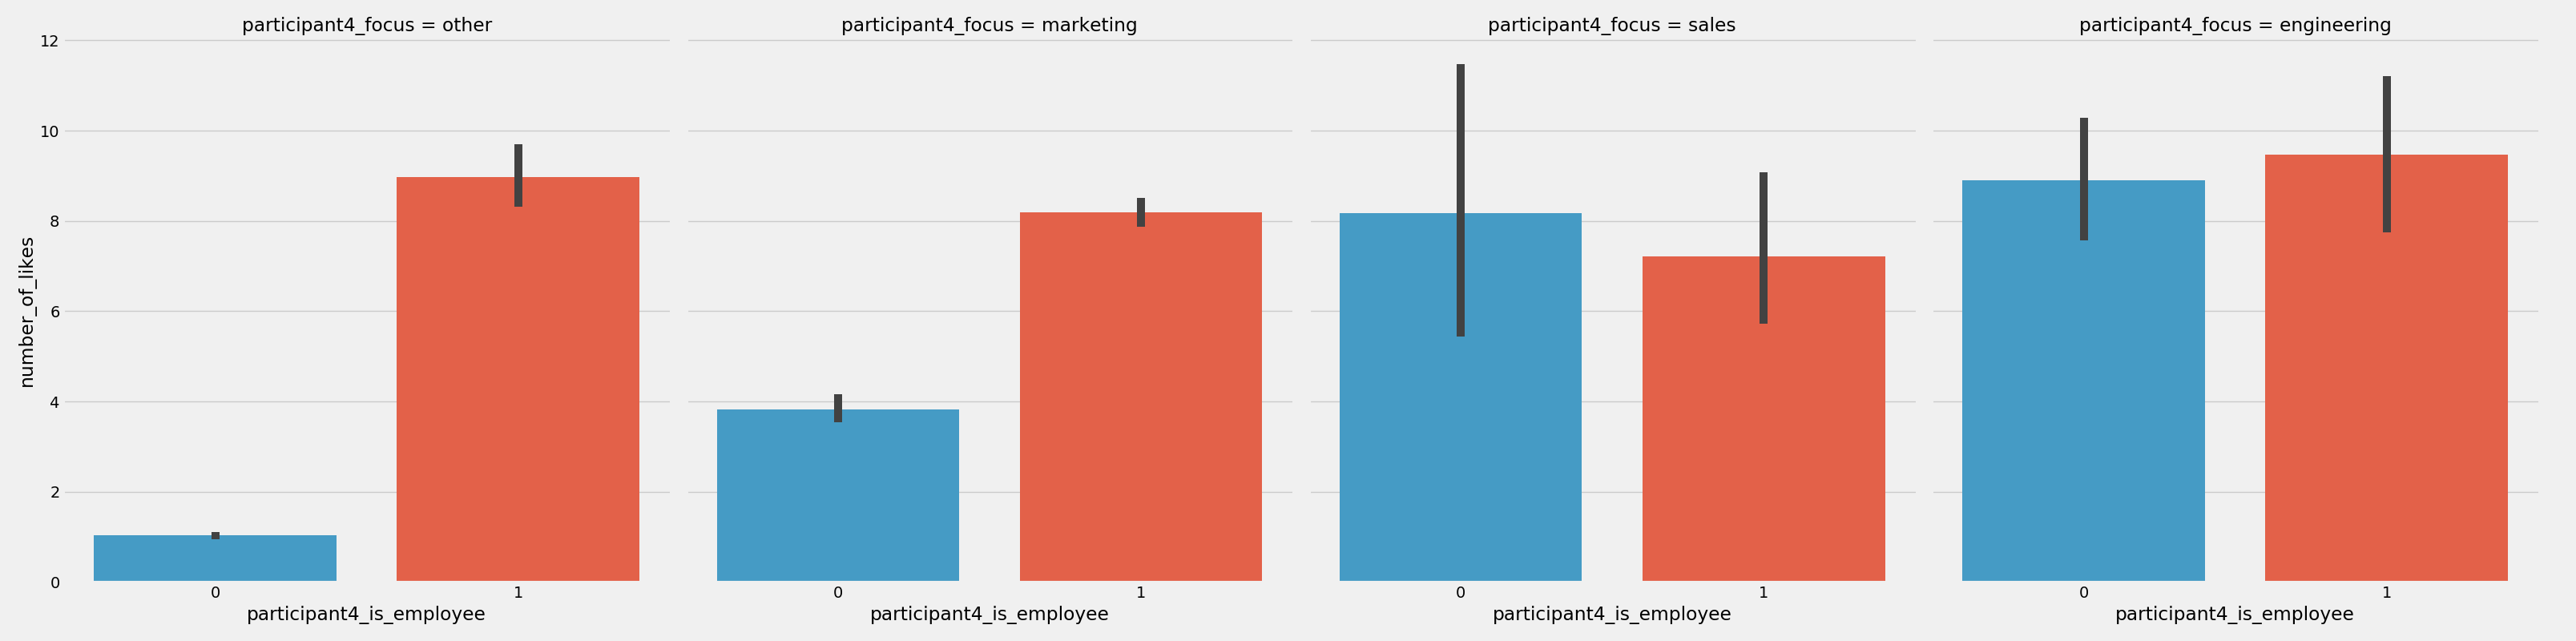 participant4_focus = other
participant4_focus = marketing
participant4_focus = sales
participant4_focus = engineering
12
10
8
6
4
2
0
number_of_likes
0 1
0 1
0 1
0 1
participant4_is_employee
participant4_is_employee
participant4_is_employee
participant4_is_employee